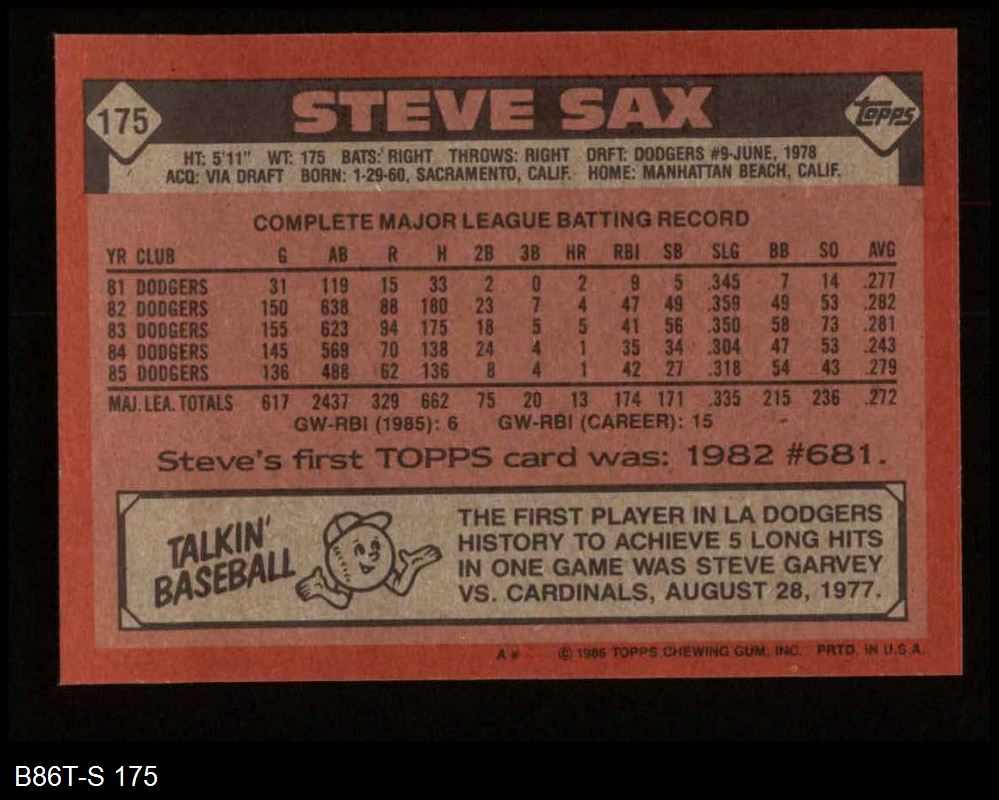 175
STEVE SAX
topps
HT: 5'11" WT: 175 BATS: RIGHT THROWS: RIGHT DRFT: DODGERS #9-JUNE, 1978
ACQ: VIA DRAFT BORN: 1-29-60, SACRAMENTO, CALIF. HOME: MANHATTAN BEACH, CALIF.
COMPLETE MAJOR LEAGUE BATTING RECORD
YR CLUB G AB R H 2B 3B HR RBI SB SLG BB SO AVG
81 DODGERS 31 119 15 33 2 0 2 9 5 .345 7 14 .277
82 DODGERS 150 638 88 180 23 7 4 47 49 .359 49 53 .282
83 DODGERS 155 623 94 175 18 5 5 41 56 .350 58 73 .281
84 DODGERS 145 569 70 138 24 4 1 35 34 .304 47 53 .243
85 DODGERS 136 488 62 136 8 4 1 42 27 .318 54 43 .279
MAJ. LEA. TOTALS 617 2437 329 662 75 20 13 174 171 .335 215 236 .272
GW-RBI (1985): 6 GW-RBI (CAREER): 15
Steve's first TOPPS card was: 1982 #681.
TALKIN'
BASEBALL
THE FIRST PLAYER IN LA DODGERS
HISTORY TO ACHIEVE 5 LONG HITS
IN ONE GAME WAS STEVE GARVEY
VS. CARDINALS, AUGUST 28, 1977.
A* © 1986 TOPPS CHEWING GUM, INC. PRTD. IN U.S.A.
B86T-S 175